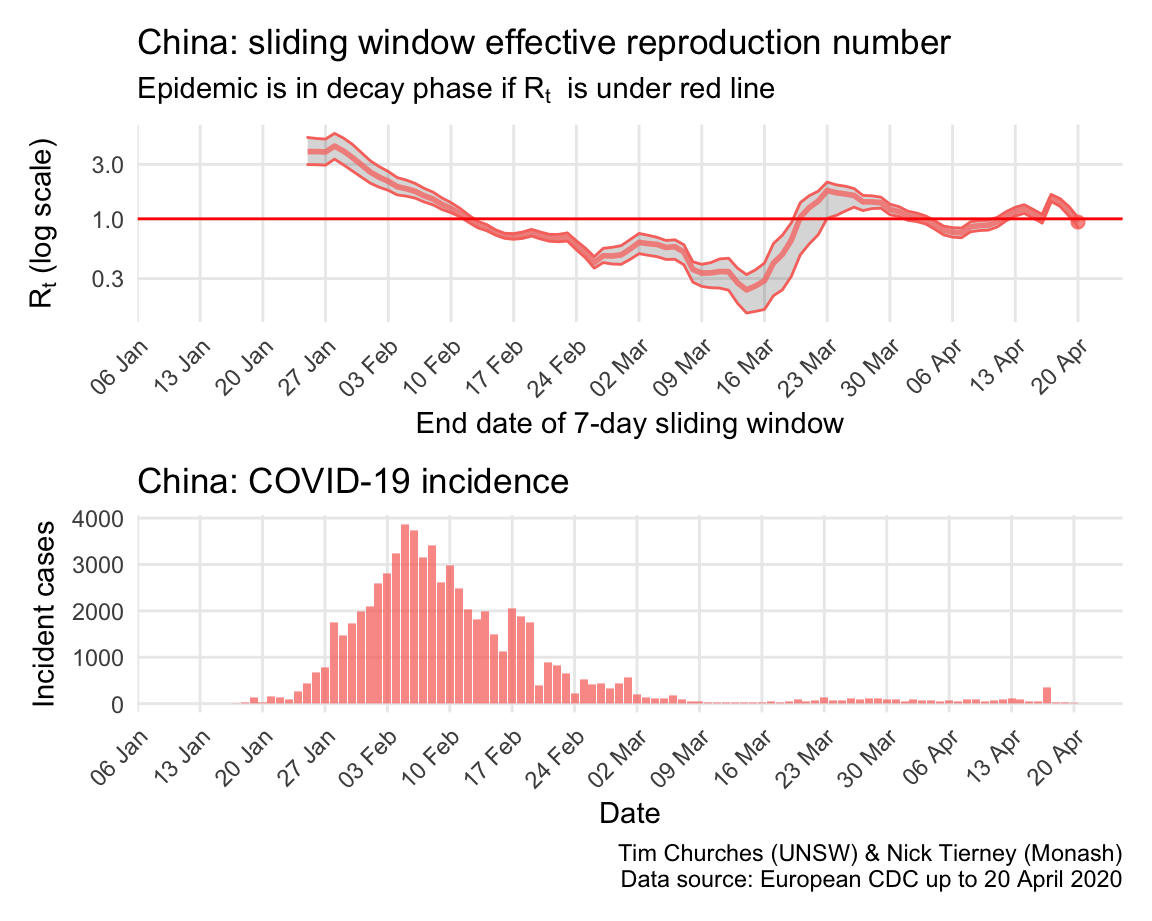 China: sliding window effective reproduction number
Epidemic is in decay phase if Rt is under red line
Rt (log scale)
3.0
1.0
0.3
06 Jan
13 Jan
20 Jan
27 Jan
03 Feb
10 Feb
17 Feb
24 Feb
02 Mar
09 Mar
16 Mar
23 Mar
30 Mar
06 Apr
13 Apr
20 Apr
End date of 7-day sliding window
China: COVID-19 incidence
Incident cases
4000
3000
2000
1000
0
06 Jan
13 Jan
20 Jan
27 Jan
03 Feb
10 Feb
17 Feb
24 Feb
02 Mar
09 Mar
16 Mar
23 Mar
30 Mar
06 Apr
13 Apr
20 Apr
Date
Tim Churches (UNSW) & Nick Tierney (Monash)
Data source: European CDC up to 20 April 2020